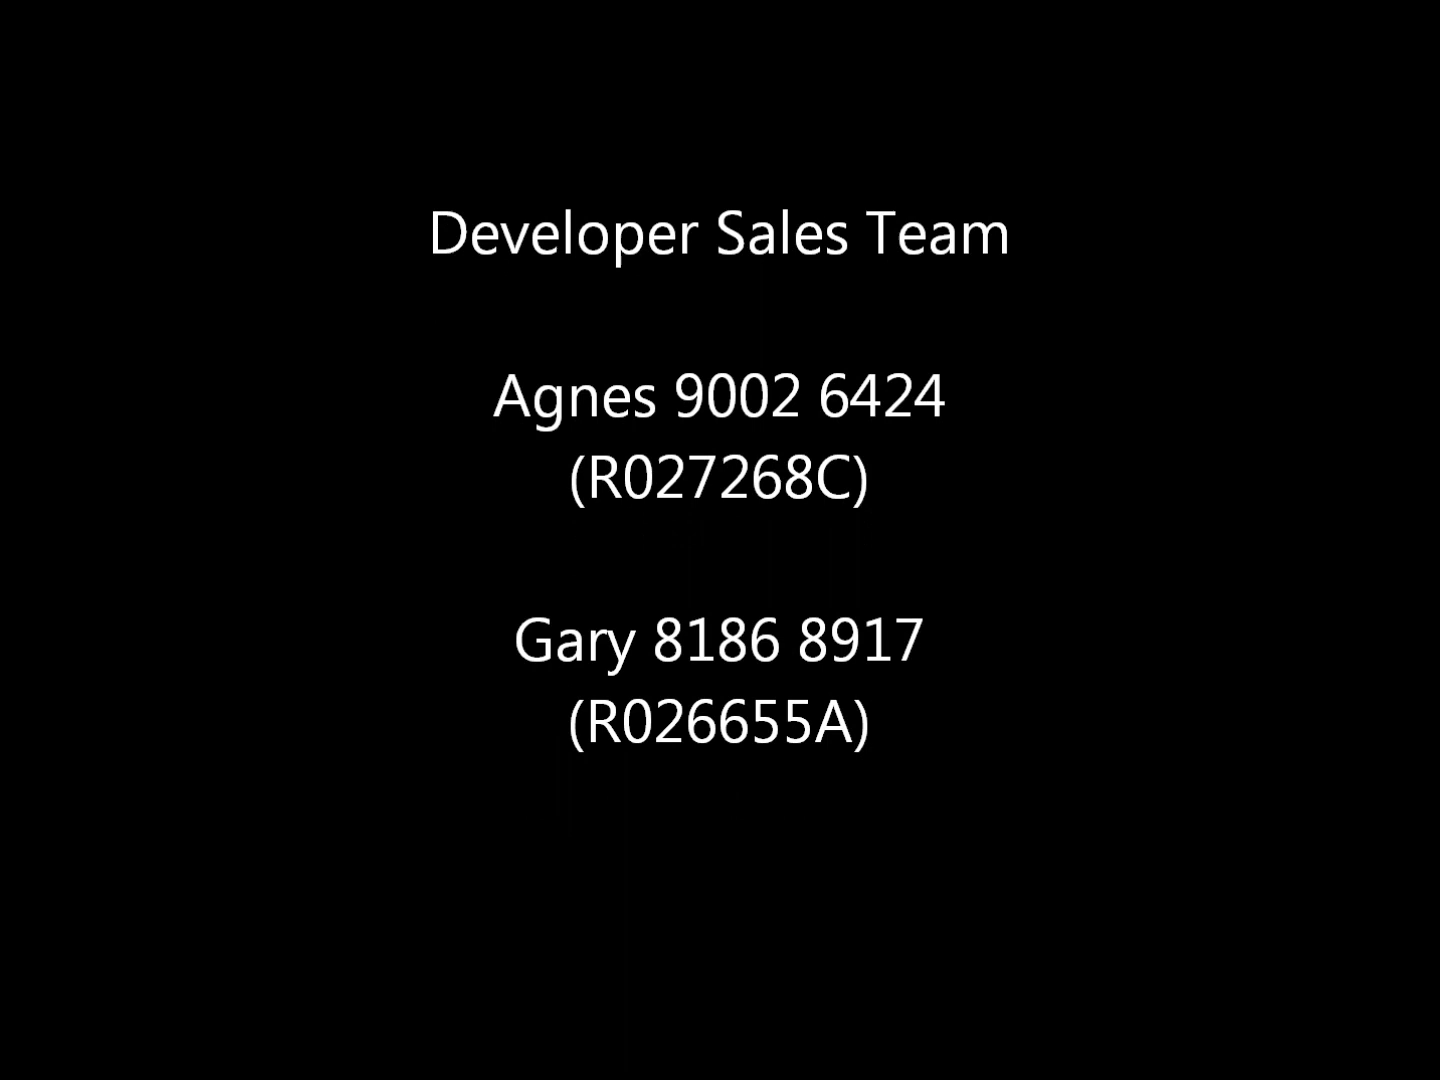 Developer Sales Team
Agnes 9002 6424
(R027268C)
Gary 8186 8917
(R026655A)